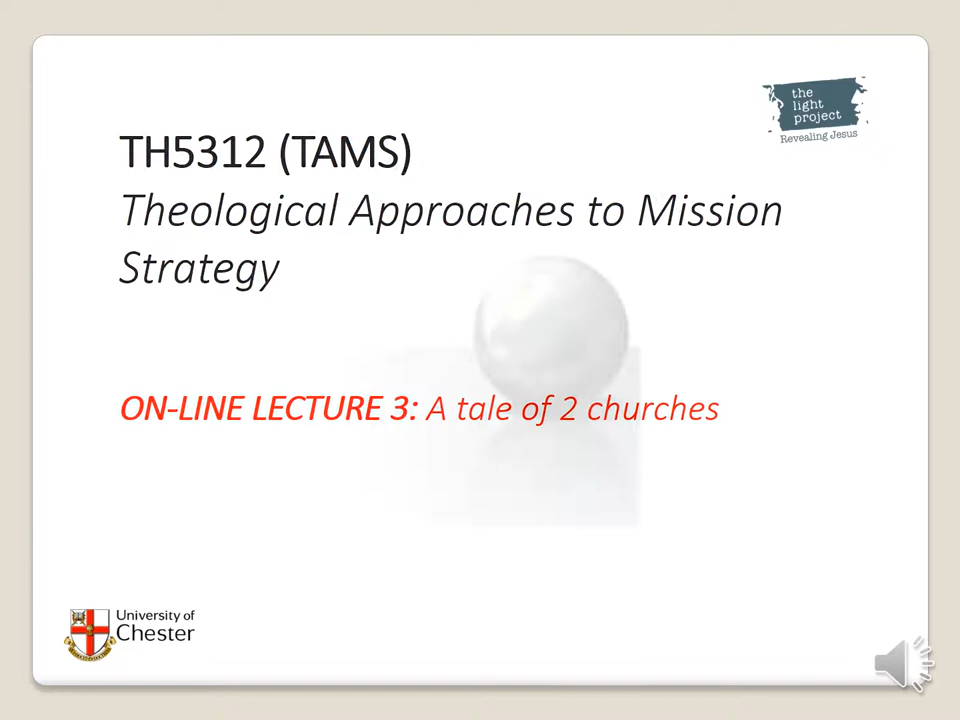 the
light
project
Revealing Jesus
TH5312 (TAMS)
Theological Approaches to Mission
Strategy
ON-LINE LECTURE 3: A tale of 2 churches
University of
Chester